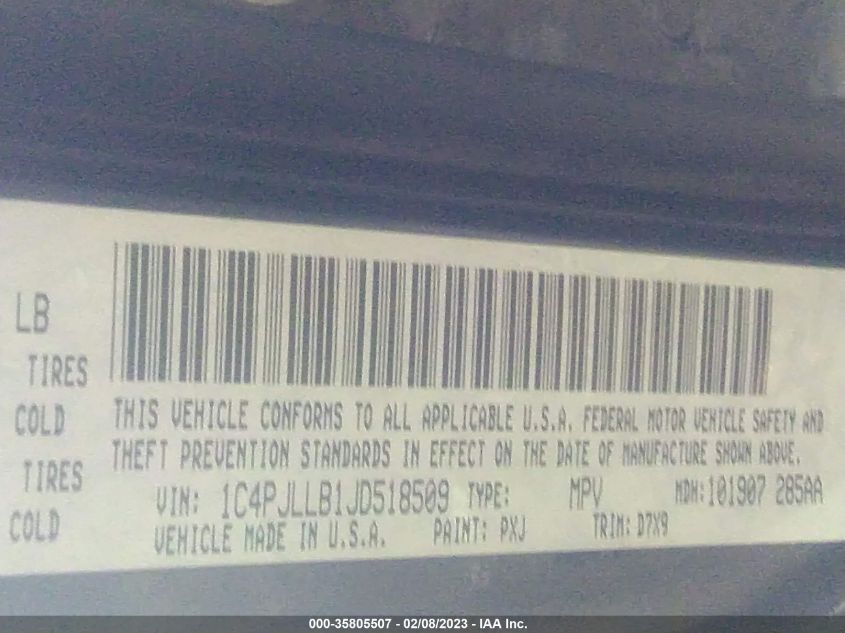 LB
TIRES
COLD
TIRES
COLD
THIS VEHICLE CONFORMS TO ALL APPLICABLE U.S.A. FEDERAL MOTOR VEHICLE SAFETY AND
THEFT PREVENTION STANDARDS IN EFFECT ON THE DATE OF MANUFACTURE SHOWN ABOVE.
VIN: 1C4PJLLB1JD518509 TYPE: MPV MDH:101907 285AA
VEHICLE MADE IN U.S.A. PAINT: PXJ TRIM: D7X9
000-35805507 - 02/08/2023 - IAA Inc.